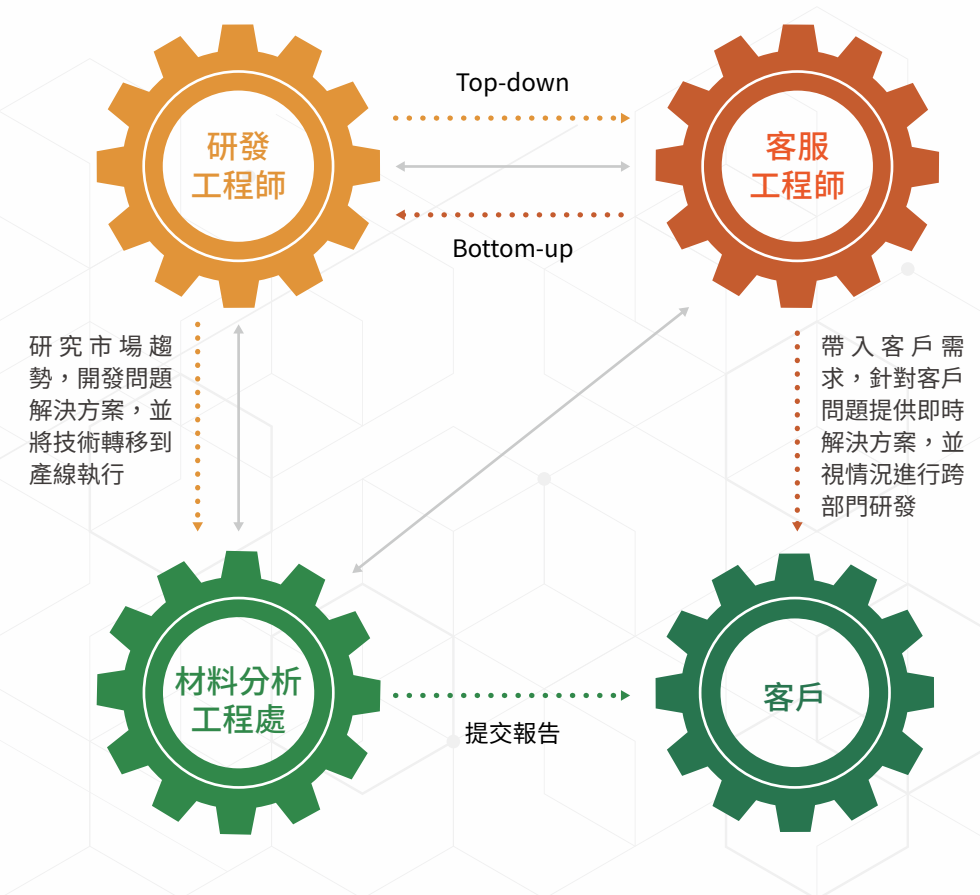 研發
工程師
Top-down
客服
工程師
Bottom-up
研究市場趨
勢，開發問題
解決方案，並
將技術轉移到
產線執行
帶入客戶需
求，針對客戶
問題提供即時
解決方案，並
視情況進行跨
部門研發
材料分析
工程處
提交報告
客戶